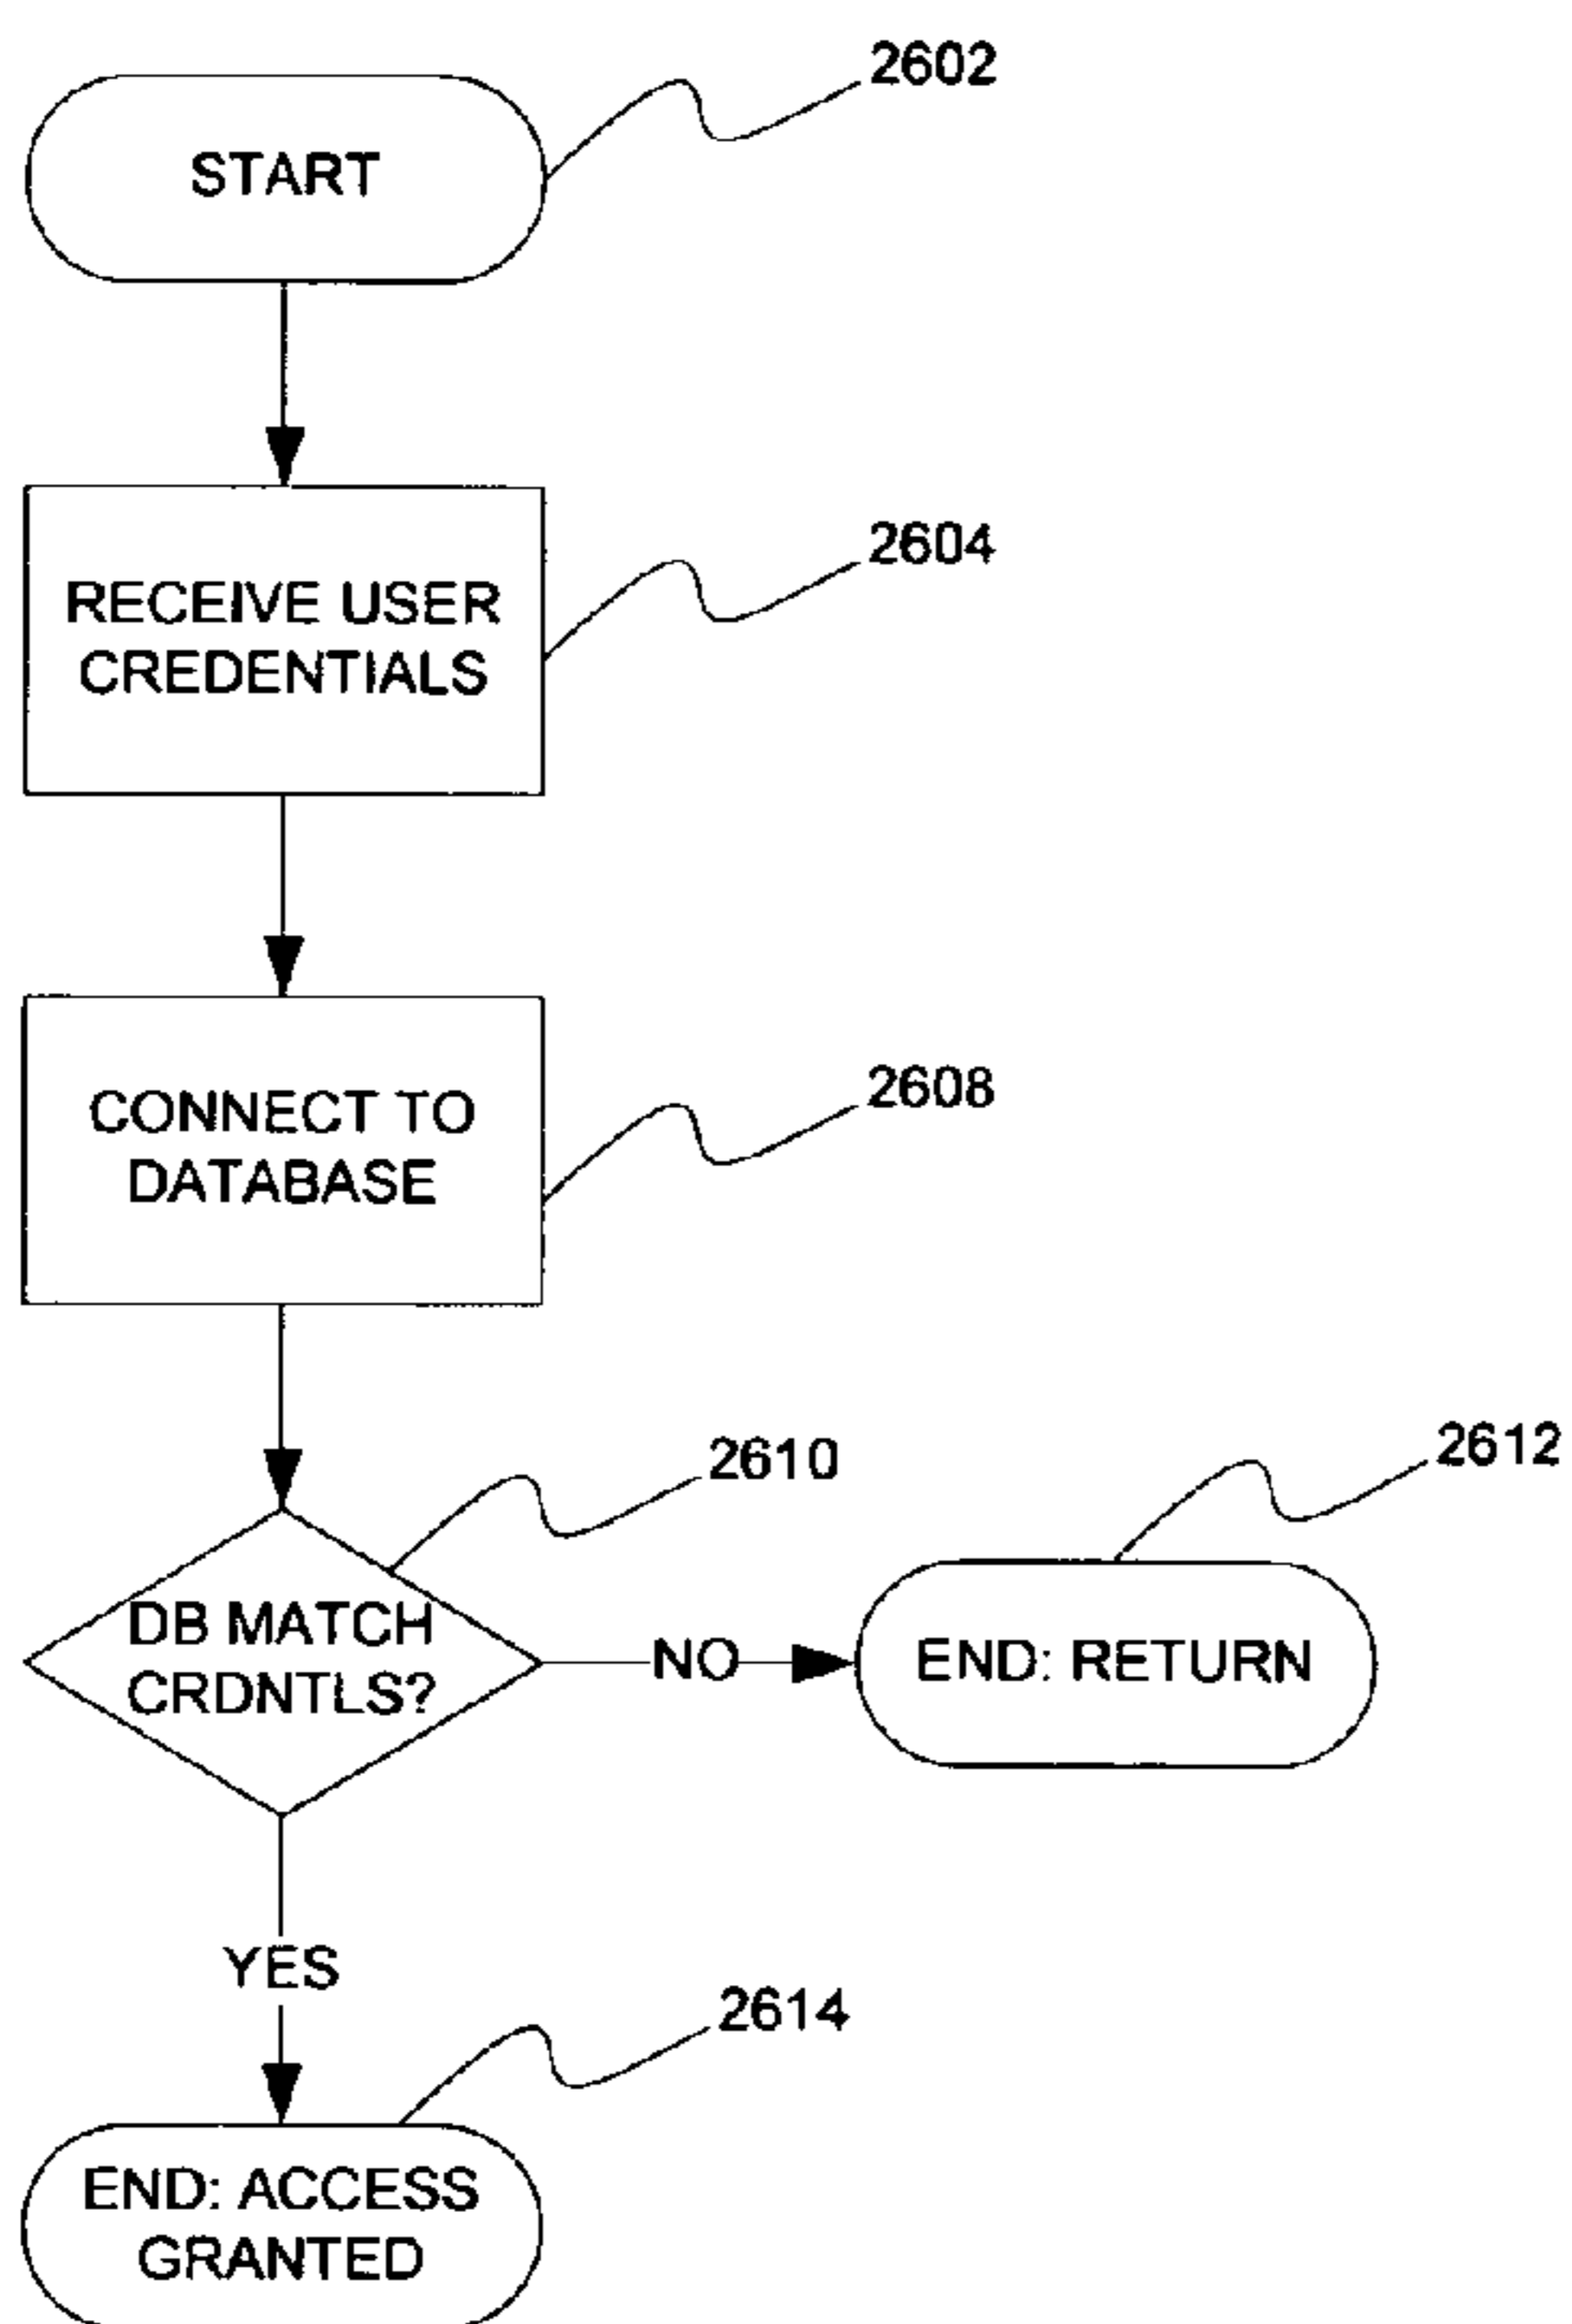 2602
START
2604
RECEIVE USER
CREDENTIALS
2608
CONNECT TO
DATABASE
2610
2612
DB MATCH
CRDNTLS?
NO
END: RETURN
YES
2614
END: ACCESS
GRANTED